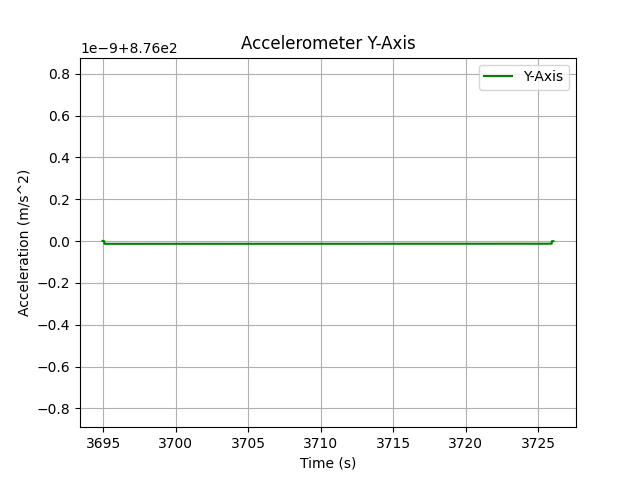 Accelerometer Y-Axis
1e−9+8.76e2
Y-Axis
0.8
0.6
0.4
0.2
0.0
−0.2
−0.4
−0.6
−0.8
Acceleration (m/s^2)
3695 3700 3705 3710 3715 3720 3725
Time (s)